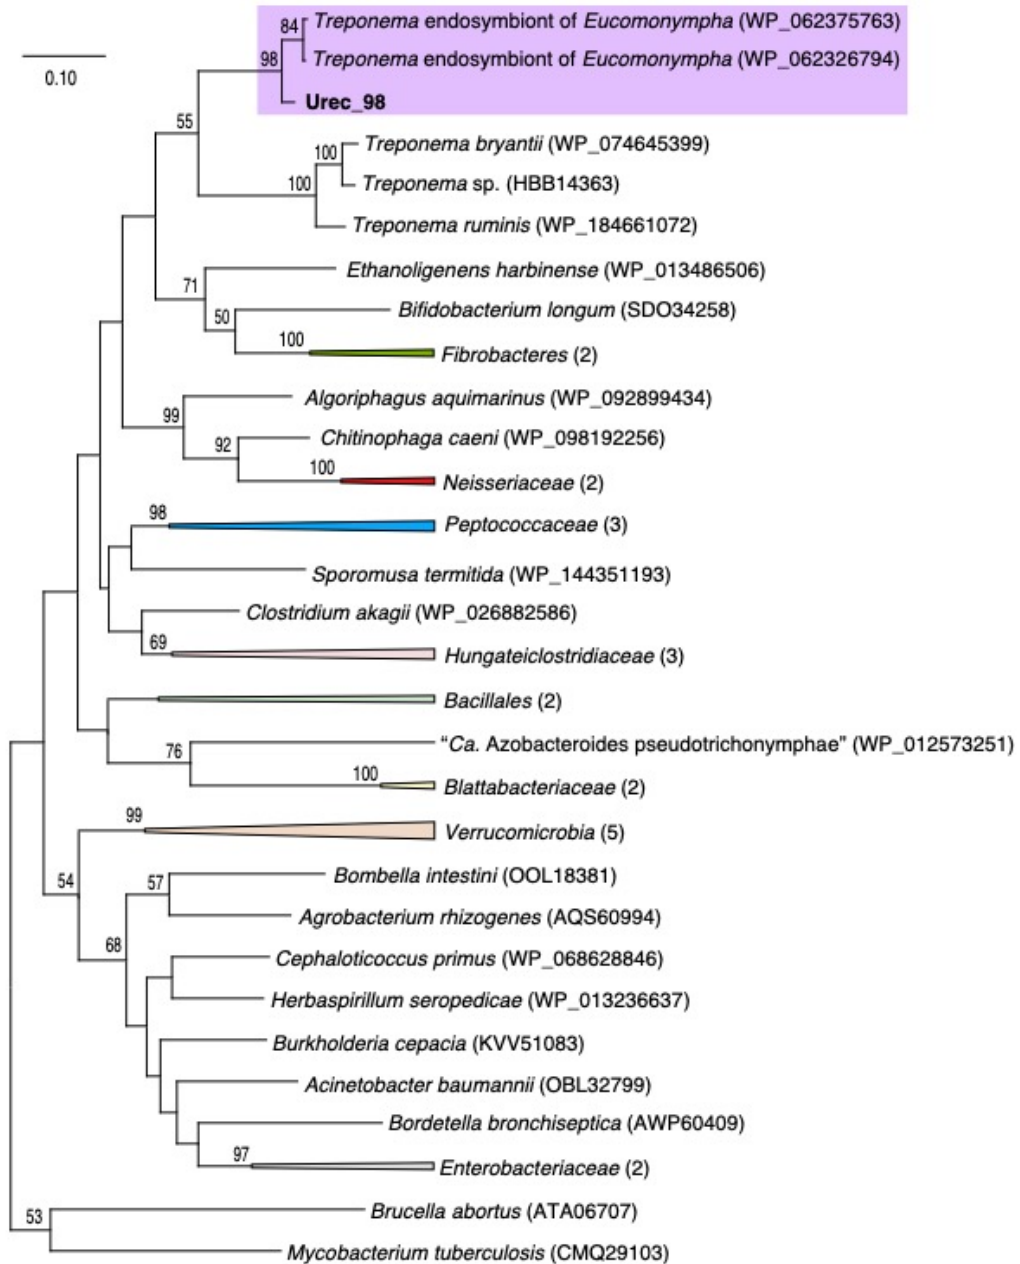 84
Treponema endosymbiont of Eucomonympha (WP_062375763)
98
Treponema endosymbiont of Eucomonympha (WP_062326794)
0.10
Urec_98
55
100
Treponema bryantii (WP_074645399)
100
Treponema sp. (HBB14363)
Treponema ruminis (WP_184661072)
71
Ethanoligenens harbinense (WP_013486506)
50
Bifidobacterium longum (SDO34258)
100
Fibrobacteres (2)
99
Algoriphagus aquimarinus (WP_092899434)
92
Chitinophaga caeni (WP_098192256)
100
Neisseriaceae (2)
98
Peptococcaceae (3)
Sporomusa termitida (WP_144351193)
Clostridium akagii (WP_026882586)
69
Hungateiclostridiaceae (3)
Bacillales (2)
76
“Ca. Azobacteroides pseudotrichonymphae” (WP_012573251)
100
Blattabacteriaceae (2)
99
Verrucomicrobia (5)
54
57
Bombella intestini (OOL18381)
Agrobacterium rhizogenes (AQS60994)
68
Cephaloticoccus primus (WP_068628846)
Herbaspirillum seropedicae (WP_013236637)
Burkholderia cepacia (KVV51083)
Acinetobacter baumannii (OBL32799)
Bordetella bronchiseptica (AWP60409)
97
Enterobacteriaceae (2)
53
Brucella abortus (ATA06707)
Mycobacterium tuberculosis (CMQ29103)